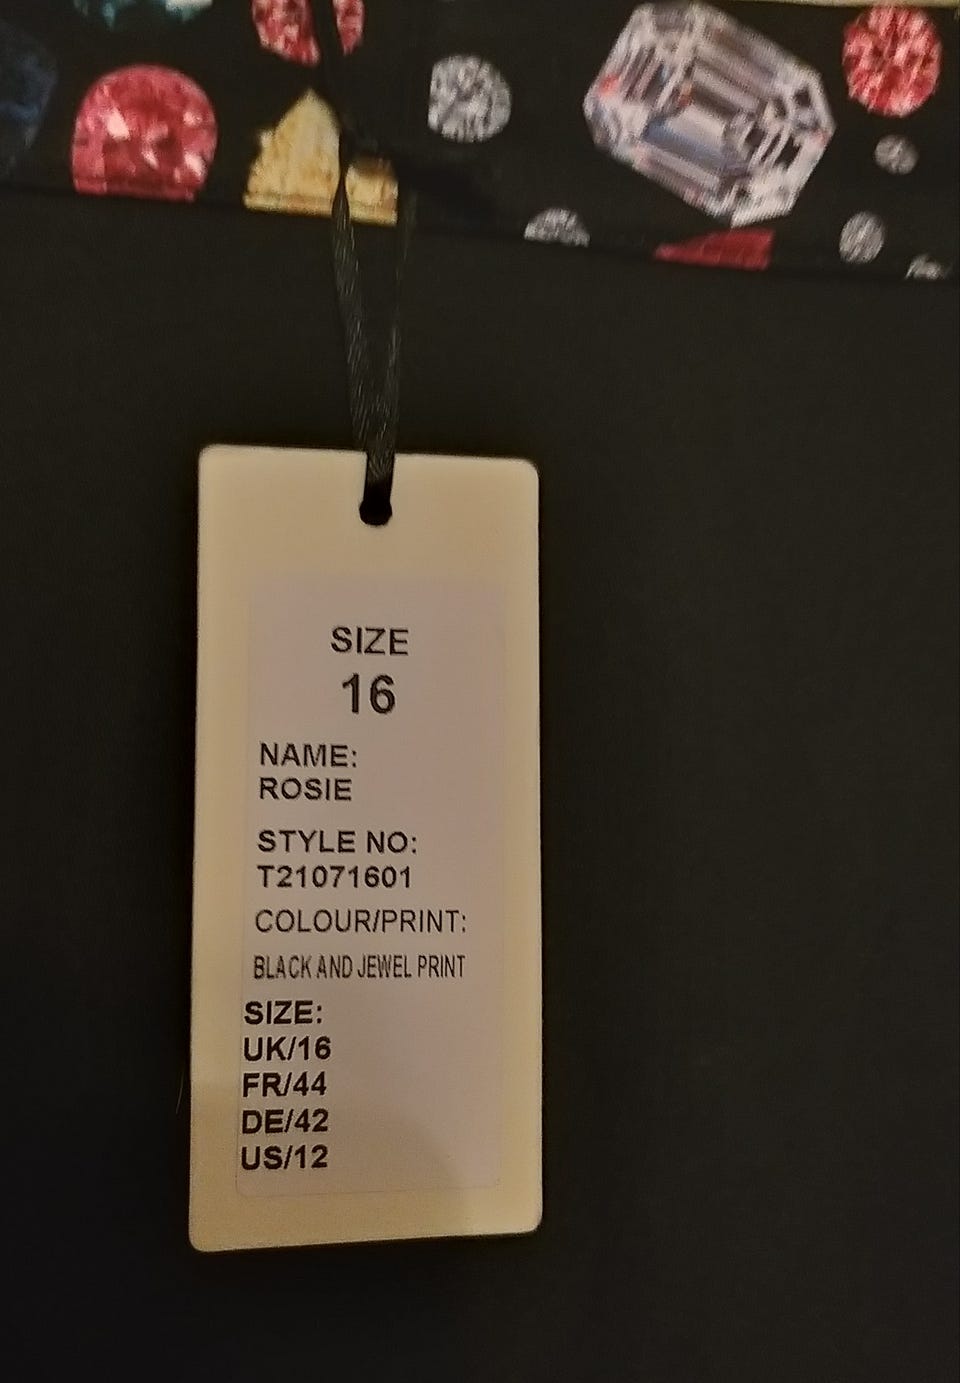 SIZE
16
NAME:
ROSIE
STYLE NO:
T21071601
COLOUR/PRINT:
BLACK AND JEWEL PRINT
SIZE:
UK/16
FR/44
DE/42
US/12